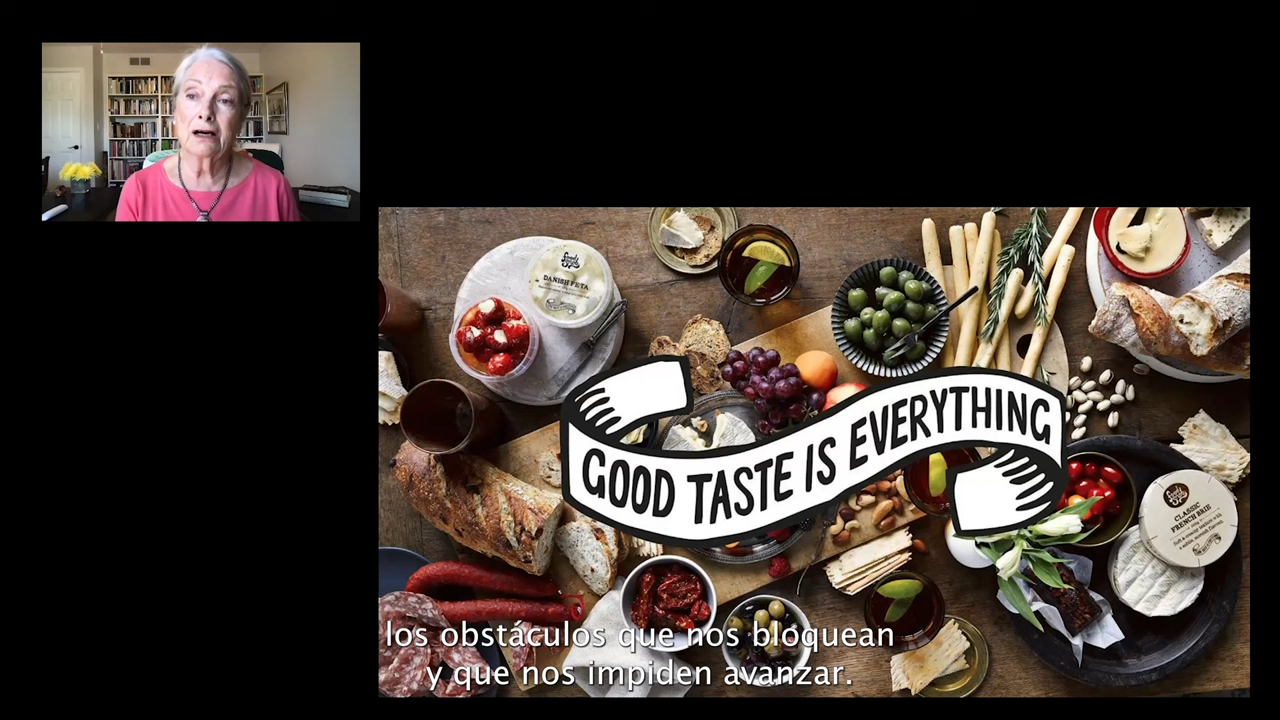 DANISH FETA
GOOD TASTE IS EVERYTHING
CLASSIC
FRENCH BRIE
los obstáculos que nos bloquean
y que nos impiden avanzar.